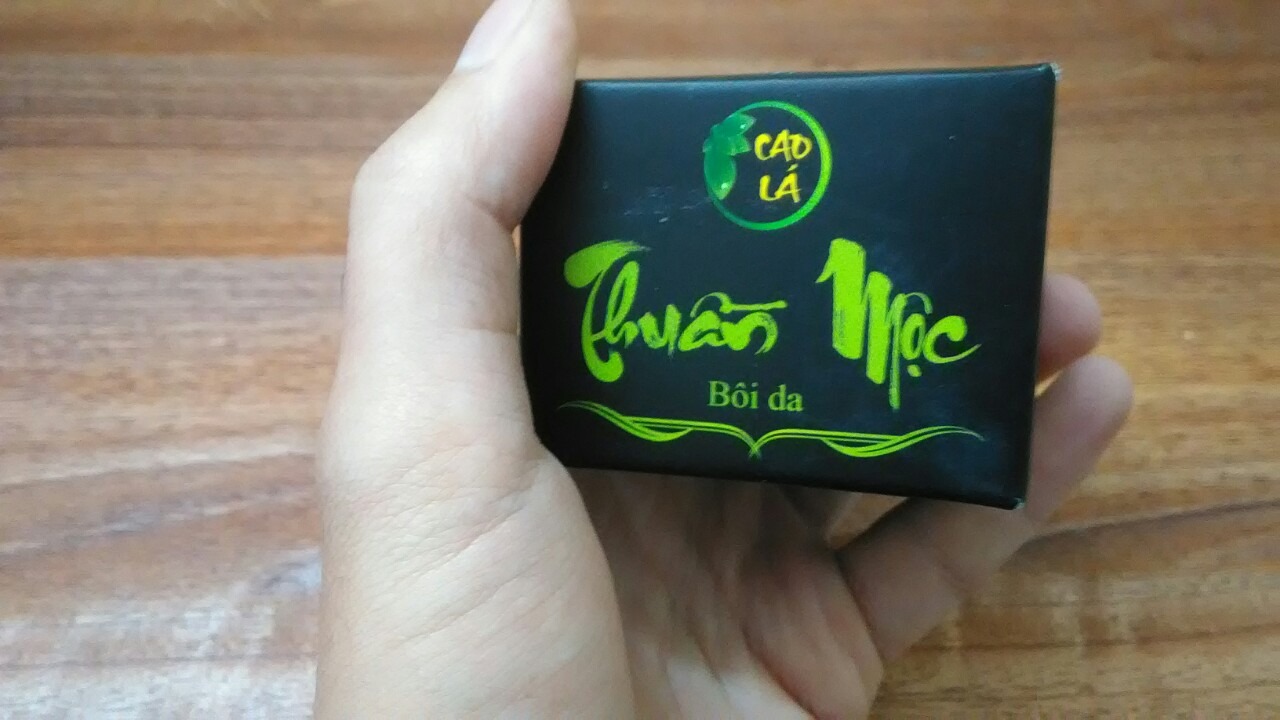 CAO
LÁ
Thuần Mộc
Bôi da